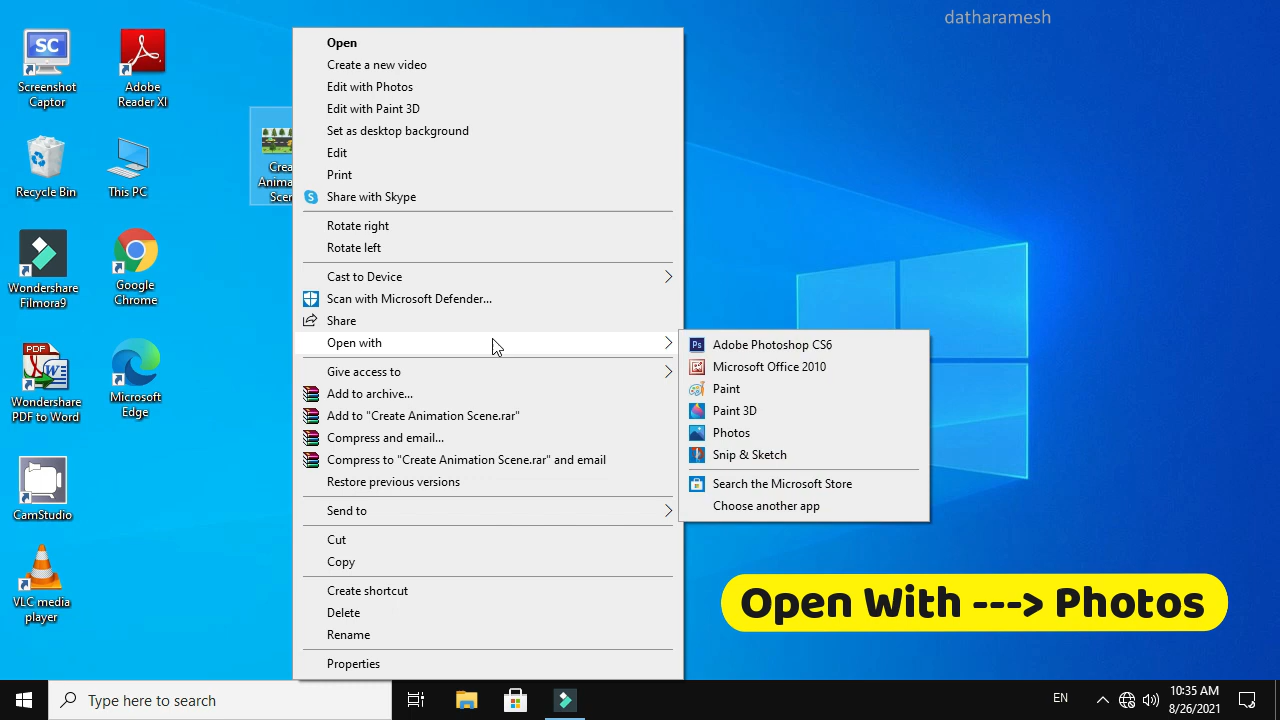 datharamesh
Screenshot
Captor
Adobe
Reader XI
Recycle Bin
This PC
Wondershare
Filmora9
Google
Chrome
PDF
Wondershare
PDF to Word
Microsoft
Edge
CamStudio
VLC media
player
SC
Open
Create a new video
Edit with Photos
Edit with Paint 3D
Set as desktop background
Edit
Print
Share with Skype
Rotate right
Rotate left
Cast to Device
Scan with Microsoft Defender...
Share
Open with
Give access to
Add to archive...
Add to "Create Animation Scene.rar"
Compress and email...
Compress to "Create Animation Scene.rar" and email
Restore previous versions
Send to
Cut
Copy
Create shortcut
Delete
Rename
Properties
Ps
Adobe Photoshop CS6
Microsoft Office 2010
Paint
Paint 3D
Photos
Snip & Sketch
Search the Microsoft Store
Choose another app
Open With ---> Photos
Type here to search
EN
10:35 AM
8/26/2021